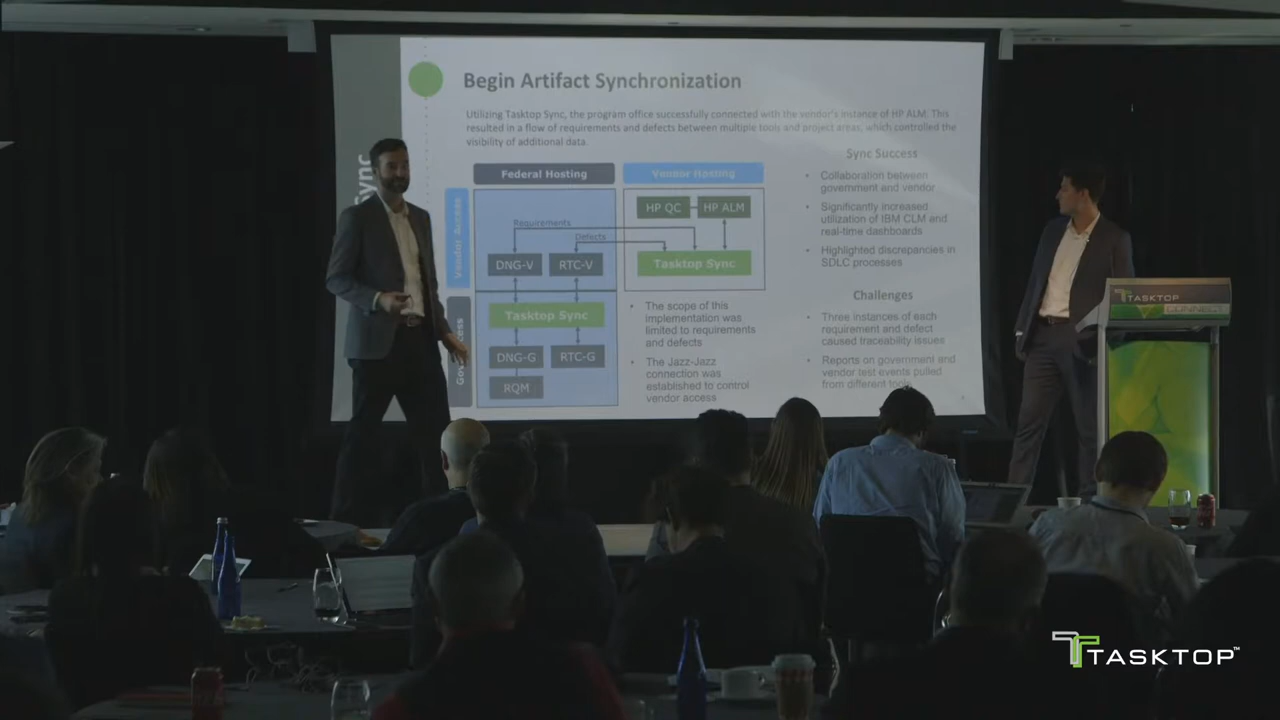 Begin Artifact Synchronization
Utilizing Tasktop Sync, the program office successfully connected with the vendor's instance of HP ALM. This
resulted in a flow of requirements and defects between multiple tools and project areas, which controlled the
visibility of additional data.
Sync
Federal Hosting
Vendor Hosting
Vendor Access
HP QC
HP ALM
Requirements
Defects
DNG-V
RTC-V
Tasktop Sync
Tasktop Sync
DNG-G
RTC-G
RQM
• The scope of this
implementation was
limited to requirements
and defects
• The Jazz-Jazz
connection was
established to control
vendor access
Sync Success
• Collaboration between
government and vendor
• Significantly increased
utilization of IBM CLM and
real-time dashboards
• Highlighted discrepancies in
SDLC processes
Challenges
• Three instances of each
requirement and defect
caused traceability issues
• Reports on government and
vendor test events pulled
from different tools
TASKTOP
CONNECT
TASKTOP™